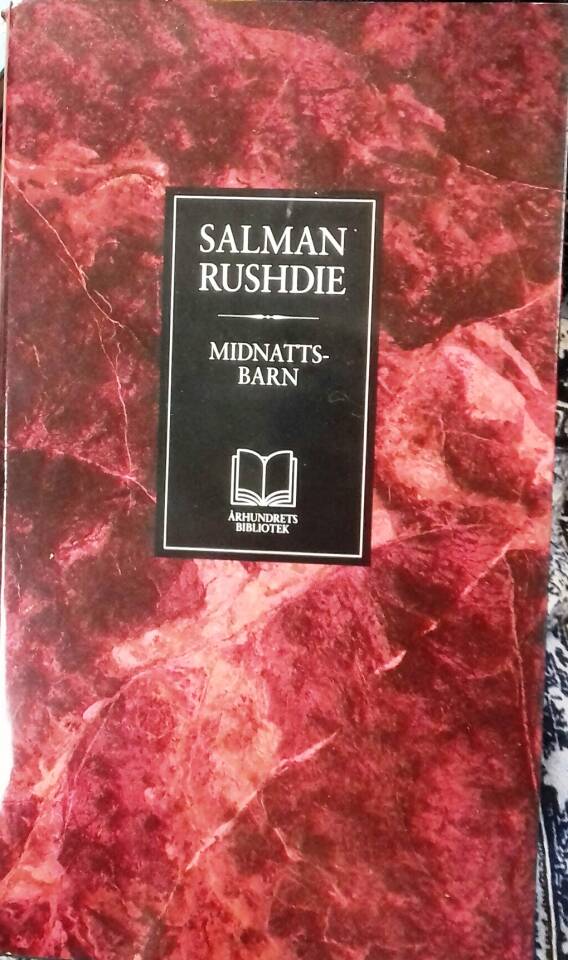 SALMAN
RUSHDIE
MIDNATTS-
BARN
ÅRHUNDRETS
BIBLIOTEK